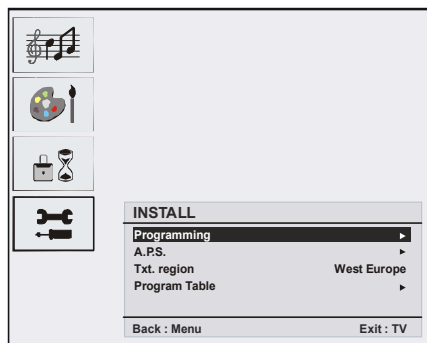 INSTALL
Programming ►
A.P.S. ►
Txt. region West Europe
Program Table ►
Back : Menu Exit : TV